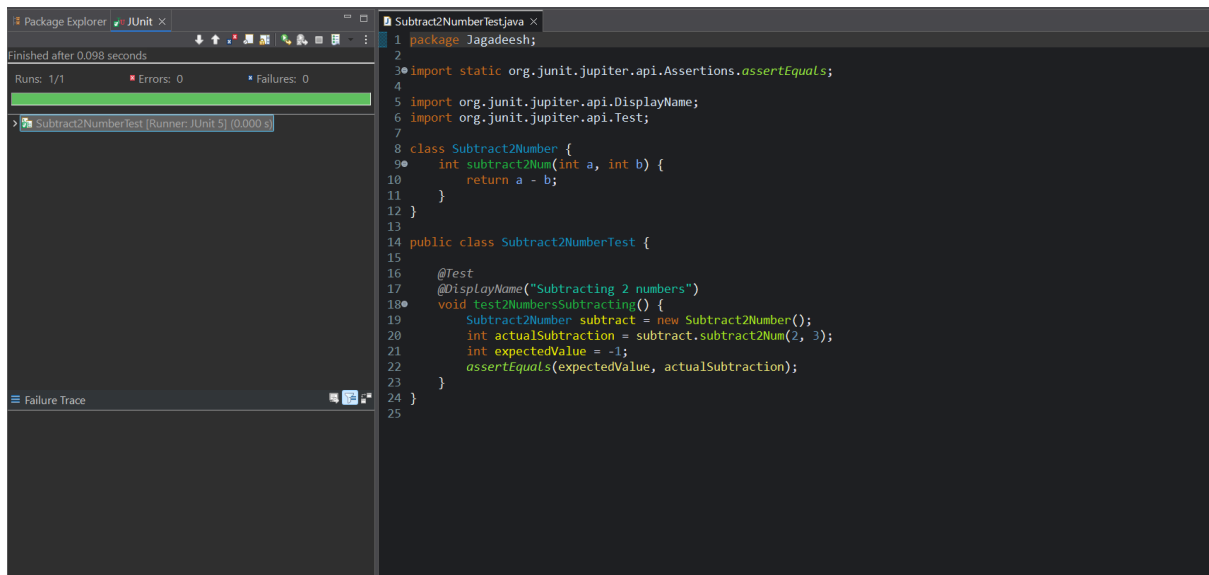 Package Explorer JUnit ×
Finished after 0.098 seconds
Runs: 1/1 Errors: 0 Failures: 0
Subtract2NumberTest [Runner: JUnit 5] (0.000 s)
Failure Trace
Subtract2NumberTest.java ×
1 package Jagadeesh;
2
3 import static org.junit.jupiter.api.Assertions.assertEquals;
4
5 import org.junit.jupiter.api.DisplayName;
6 import org.junit.jupiter.api.Test;
7
8 class Subtract2Number {
9     int subtract2Num(int a, int b) {
10         return a - b;
11     }
12 }
13
14 public class Subtract2NumberTest {
15
16     @Test
17     @DisplayName("Subtracting 2 numbers")
18     void test2NumbersSubtracting() {
19         Subtract2Number subtract = new Subtract2Number();
20         int actualSubtraction = subtract.subtract2Num(2, 3);
21         int expectedValue = -1;
22         assertEquals(expectedValue, actualSubtraction);
23     }
24 }
25